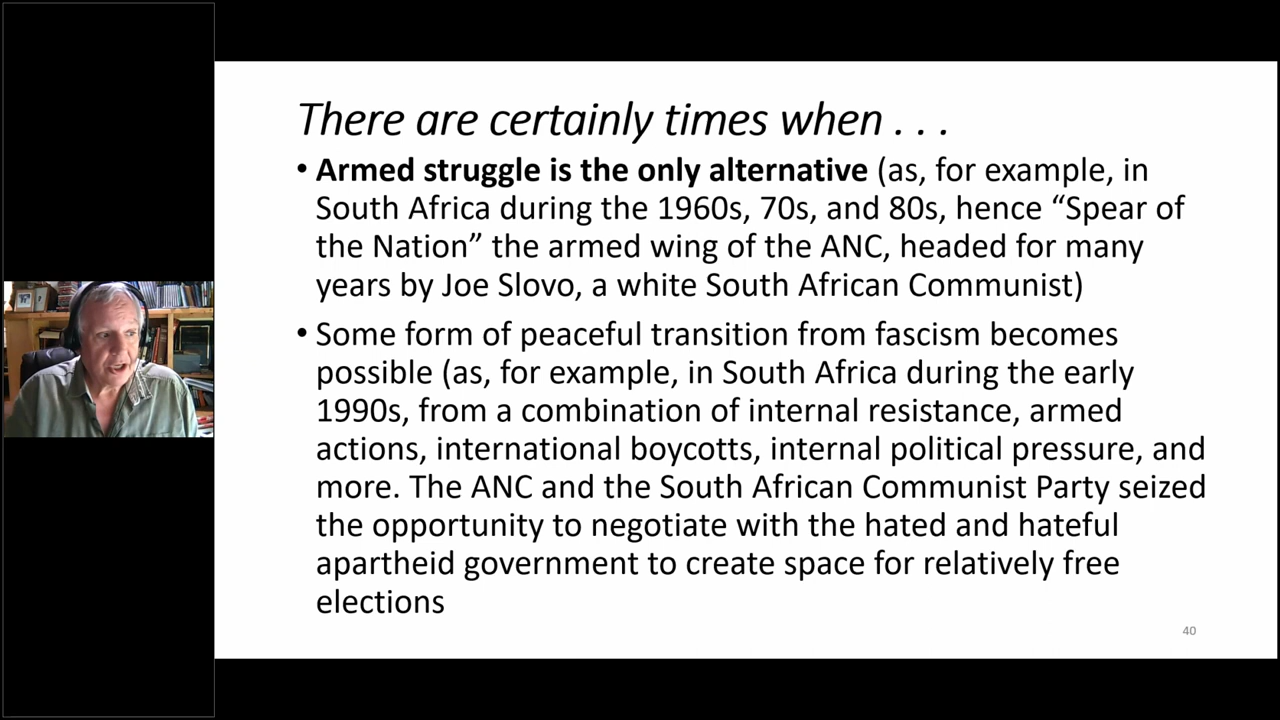 There are certainly times when . . .
• Armed struggle is the only alternative (as, for example, in
South Africa during the 1960s, 70s, and 80s, hence “Spear of
the Nation” the armed wing of the ANC, headed for many
years by Joe Slovo, a white South African Communist)
• Some form of peaceful transition from fascism becomes
possible (as, for example, in South Africa during the early
1990s, from a combination of internal resistance, armed
actions, international boycotts, internal political pressure, and
more. The ANC and the South African Communist Party seized
the opportunity to negotiate with the hated and hateful
apartheid government to create space for relatively free
elections
40